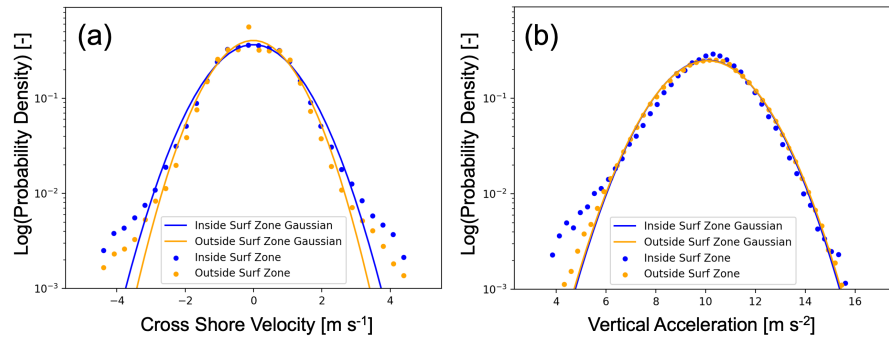 (a)
Log(Probability Density) [-]
10⁻¹
10⁻²
10⁻³
Inside Surf Zone Gaussian
Outside Surf Zone Gaussian
Inside Surf Zone
Outside Surf Zone
−4 −2 0 2 4
Cross Shore Velocity [m s⁻¹]
(b)
Log(Probability Density) [-]
10⁻¹
10⁻²
10⁻³
Inside Surf Zone Gaussian
Outside Surf Zone Gaussian
Inside Surf Zone
Outside Surf Zone
4 6 8 10 12 14 16
Vertical Acceleration [m s⁻²]